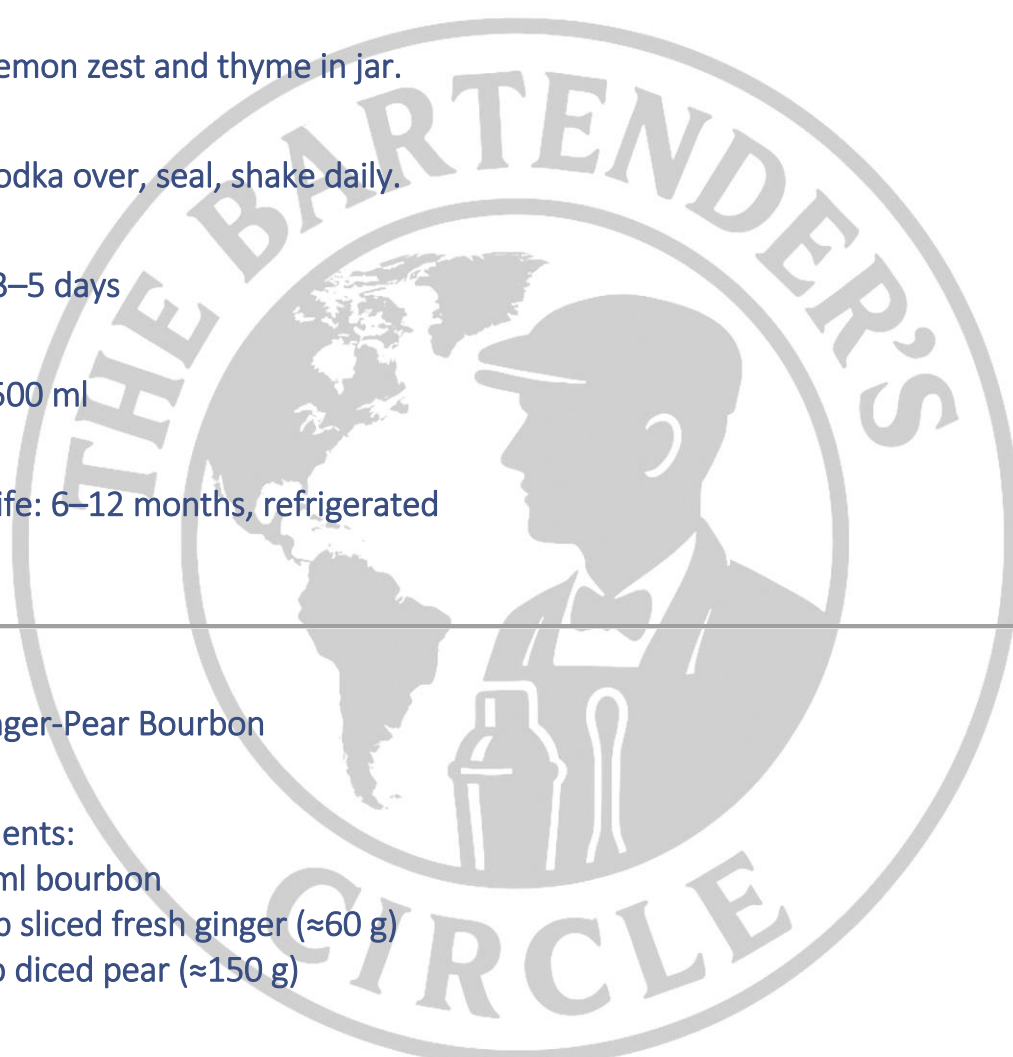 emon zest and thyme in jar.
odka over, seal, shake daily.
3–5 days
500 ml
ife: 6–12 months, refrigerated
nger-Pear Bourbon
ents:
ml bourbon
p sliced fresh ginger (≈60 g)
p diced pear (≈150 g)
THE BARTENDER'S
CIRCLE